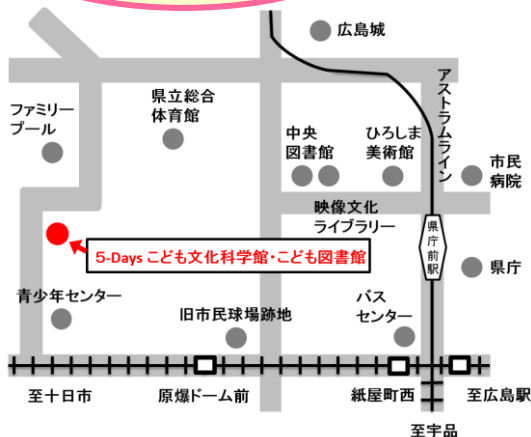 広島城
アストラムライン
ファミリー
プール
県立総合
体育館
中央
図書館
ひろしま
美術館
市民
病院
映像文化
ライブラリー
県庁前駅
5-Days こども文化科学館・こども図書館
県庁
青少年センター
旧市民球場跡地
バス
センター
至十日市
原爆ドーム前
紙屋町西
至広島駅
至宇品